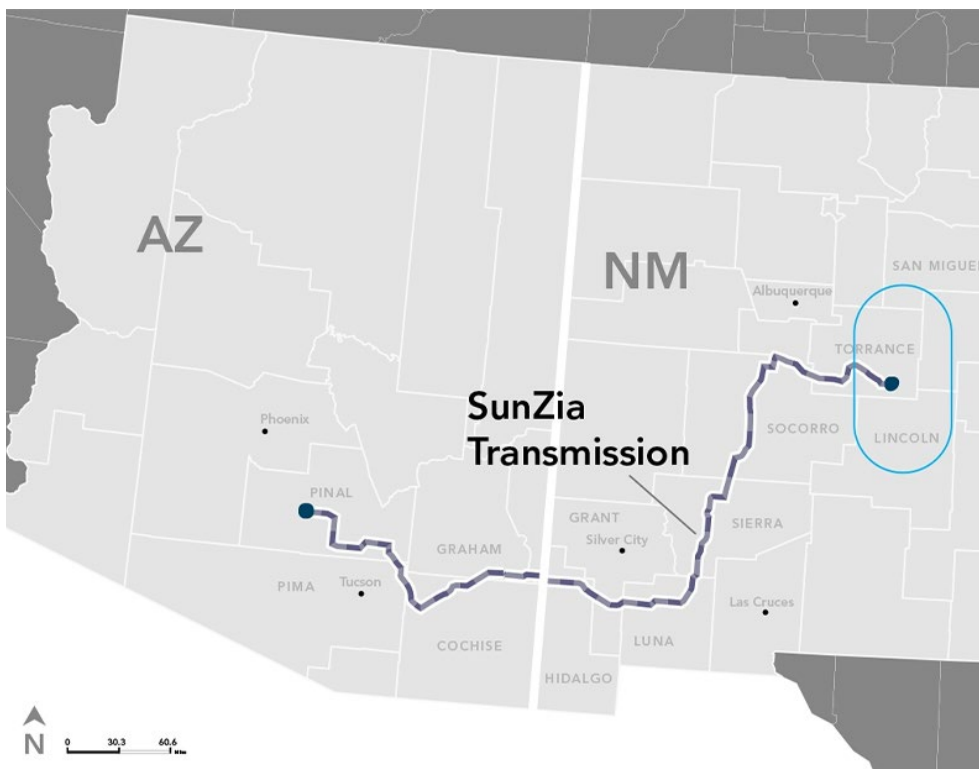 AZ
NM
SAN MIGUE
Albuquerque
TORRANCE
SunZia
Transmission
Phoenix
SOCORRO
LINCOLN
PINAL
GRANT
SIERRA
Silver City
GRAHAM
PIMA
Tucson
Las Cruces
COCHISE
LUNA
HIDALGO
N
0 30.3 60.6